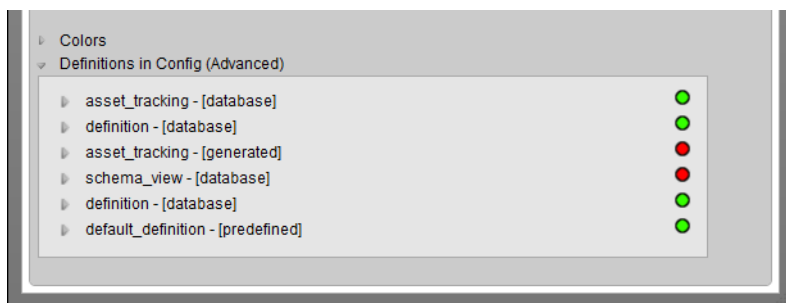 Colors
Definitions in Config (Advanced)
asset_tracking - [database]
definition - [database]
asset_tracking - [generated]
schema_view - [database]
definition - [database]
default_definition - [predefined]